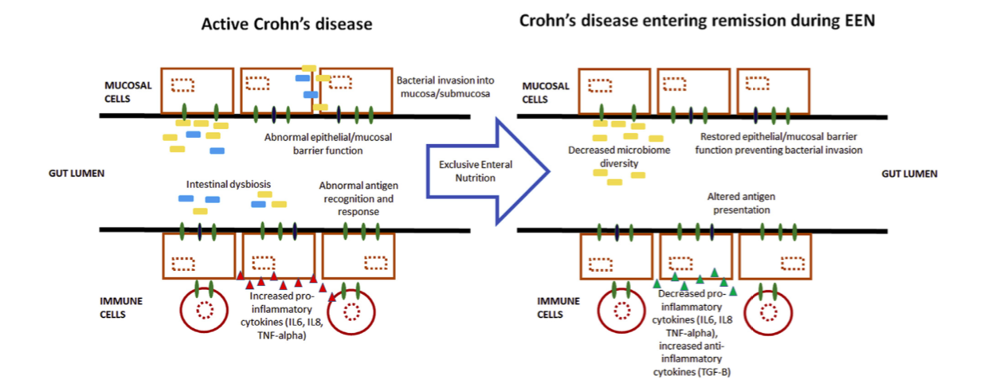 Active Crohn's disease
Crohn's disease entering remission during EEN
MUCOSAL
CELLS
Bacterial invasion into
mucosa/submucosa
Abnormal epithelial/mucosal
barrier function
GUT LUMEN
Intestinal dysbiosis
Abnormal antigen
recognition and
response
IMMUNE
CELLS
Increased pro-
inflammatory
cytokines (IL6, IL8,
TNF-alpha)
Exclusive Enteral
Nutrition
MUCOSAL
CELLS
Decreased microbiome
diversity
Restored epithelial/mucosal barrier
function preventing bacterial invasion
GUT LUMEN
Altered antigen
presentation
IMMUNE
CELLS
Decreased pro-
inflammatory
cytokines (IL6, IL8
TNF-alpha),
increased anti-
inflammatory
cytokines (TGF-B)